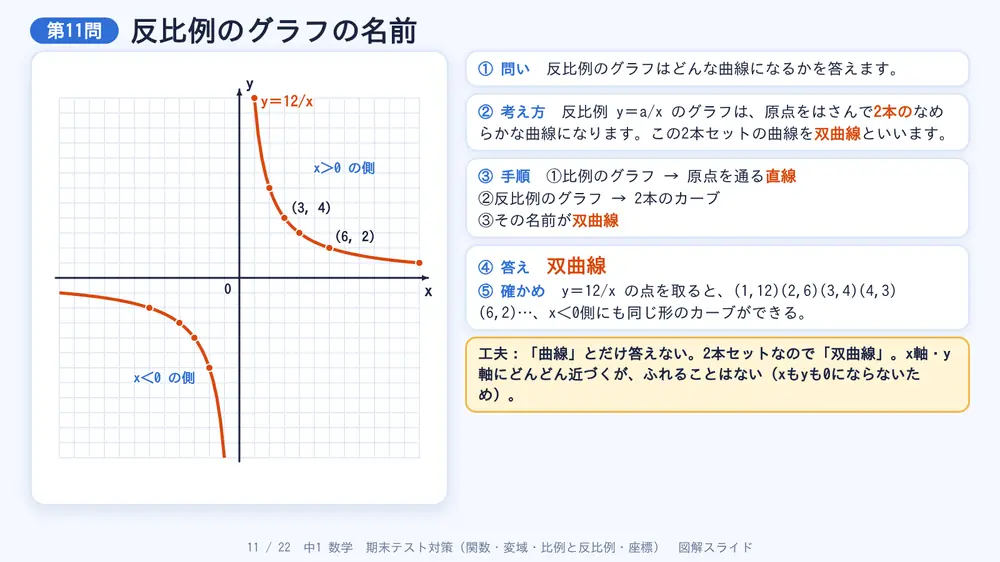 第11問 反比例のグラフの名前
y
y＝12/x
x＞0 の側
(3, 4)
(6, 2)
0
x
x＜0 の側
① 問い 反比例のグラフはどんな曲線になるかを答えます。
② 考え方 反比例 y＝a/x のグラフは、原点をはさんで2本のなめ
らかな曲線になります。この2本セットの曲線を双曲線といいます。
③ 手順 ①比例のグラフ → 原点を通る直線
②反比例のグラフ → 2本のカーブ
③その名前が双曲線
④ 答え 双曲線
⑤ 確かめ y＝12/x の点を取ると、(1,12)(2,6)(3,4)(4,3)
(6,2)…、x＜0側にも同じ形のカーブができる。
工夫：「曲線」とだけ答えない。2本セットなので「双曲線」。x軸・y
軸にどんどん近づくが、ふれることはない（xもyも0にならないた
め）。
11 / 22 中1 数学 期末テスト対策（関数・変域・比例と反比例・座標） 図解スライド